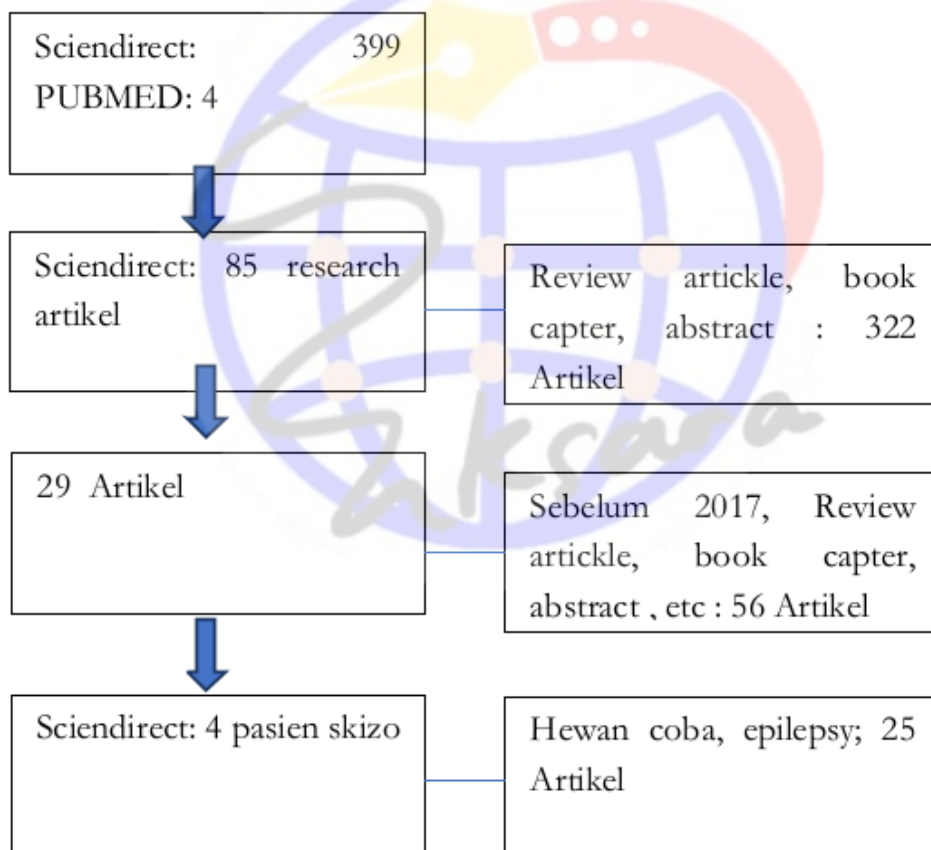 Sciendirect: 399
PUBMED: 4
Sciendirect: 85 research
artikel
Review artickle, book
capter, abstract : 322
Artikel
29 Artikel
Sebelum 2017, Review
artickle, book capter,
abstract , etc : 56 Artikel
Sciendirect: 4 pasien skizo
Hewan coba, epilepsy; 25
Artikel
aksara